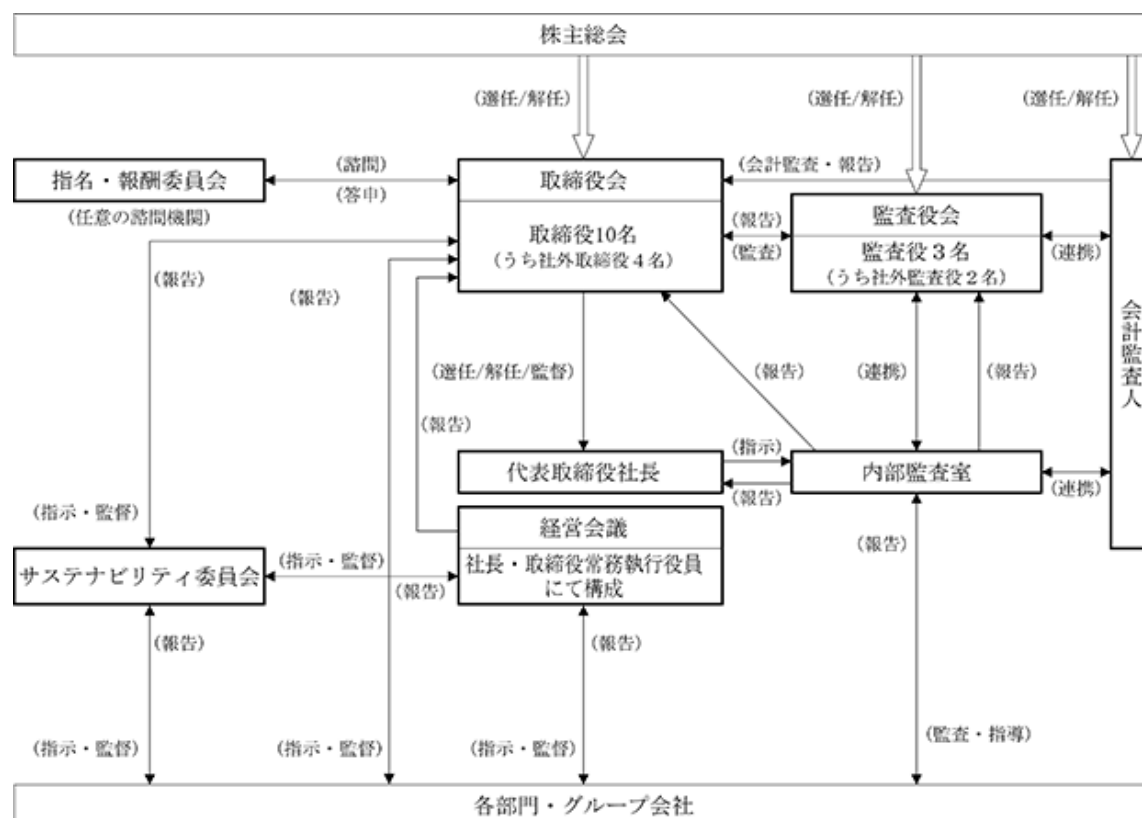 株主総会
(選任/解任)
(選任/解任)
(選任/解任)
指名・報酬委員会
(任意の諮問機関)
(諮問)
(答申)
取締役会
取締役10名
(うち社外取締役4名)
(会計監査・報告)
(報告)
(監査)
監査役会
監査役3名
(うち社外監査役2名)
(連携)
会計監査人
(報告)
(報告)
(選任/解任/監督)
(報告)
(連携)
(報告)
(報告)
代表取締役社長
(指示)
(報告)
内部監査室
(連携)
(指示・監督)
サステナビリティ委員会
(指示・監督)
(報告)
経営会議
社長・取締役常務執行役員
にて構成
(報告)
(報告)
(報告)
(指示・監督)
(指示・監督)
(指示・監督)
(監査・指導)
各部門・グループ会社